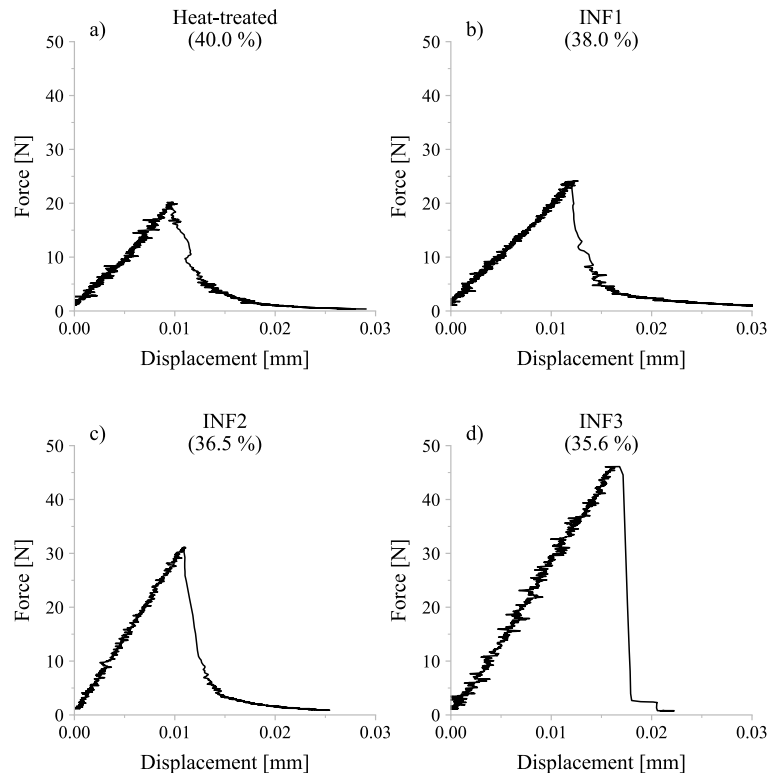 a)
Heat-treated
(40.0 %)
50
40
30
20
10
0
Force [N]
0.00
0.01
0.02
0.03
Displacement [mm]
b)
INF1
(38.0 %)
50
40
30
20
10
0
Force [N]
0.00
0.01
0.02
0.03
Displacement [mm]
c)
INF2
(36.5 %)
50
40
30
20
10
0
Force [N]
0.00
0.01
0.02
0.03
Displacement [mm]
d)
INF3
(35.6 %)
50
40
30
20
10
0
Force [N]
0.00
0.01
0.02
0.03
Displacement [mm]